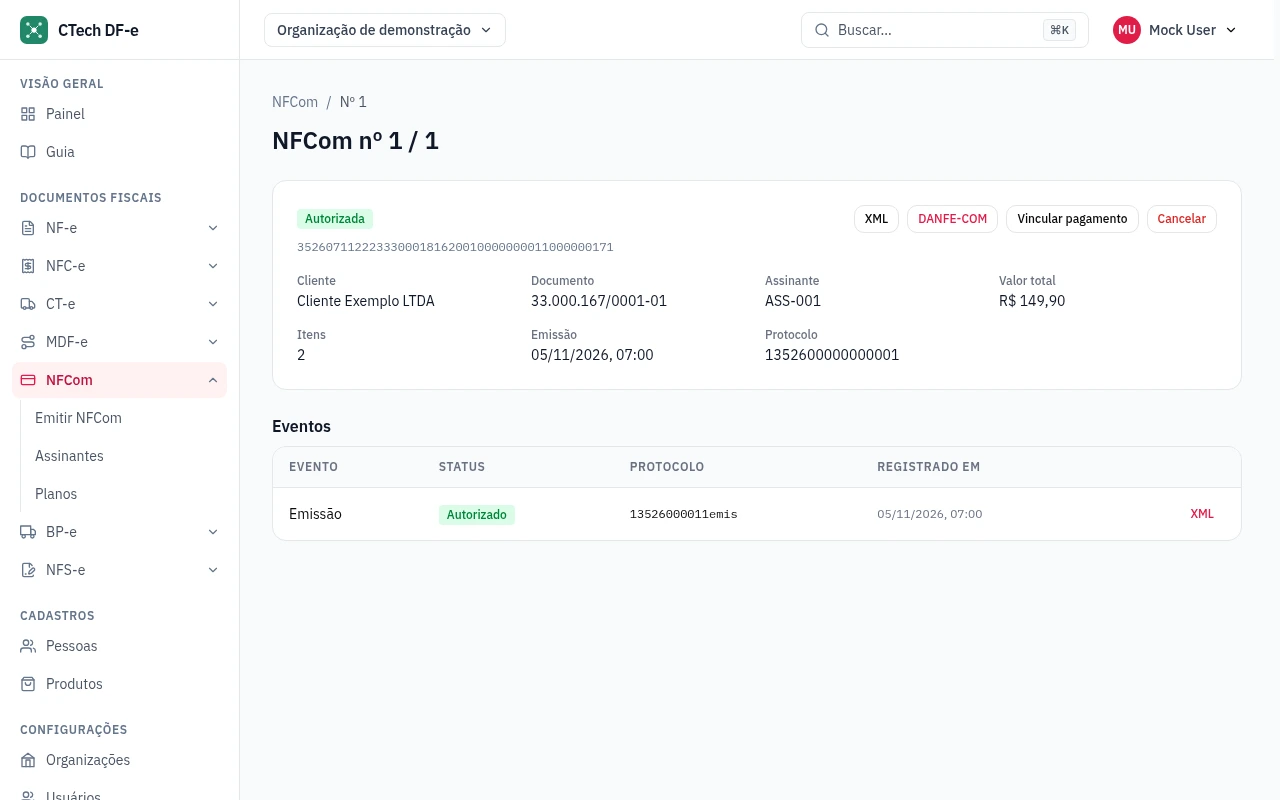 CTech DF-e
Organização de demonstração
Buscar...
⌘K
MU
Mock User
VISÃO GERAL
Painel
Guia
DOCUMENTOS FISCAIS
NF-e
NFC-e
CT-e
MDF-e
NFCom
Emitir NFCom
Assinantes
Planos
BP-e
NFS-e
CADASTROS
Pessoas
Produtos
CONFIGURAÇÕES
Organizações
Usuários
NFCom / Nº 1
NFCom nº 1 / 1
Autorizada
XML
DANFE-COM
Vincular pagamento
Cancelar
35260711222333000181620010000000011000000171
Cliente
Documento
Assinante
Valor total
Cliente Exemplo LTDA
33.000.167/0001-01
ASS-001
R$ 149,90
Itens
Emissão
Protocolo
2
05/11/2026, 07:00
1352600000000001
Eventos
EVENTO
STATUS
PROTOCOLO
REGISTRADO EM
Emissão
Autorizado
13526000011emis
05/11/2026, 07:00
XML